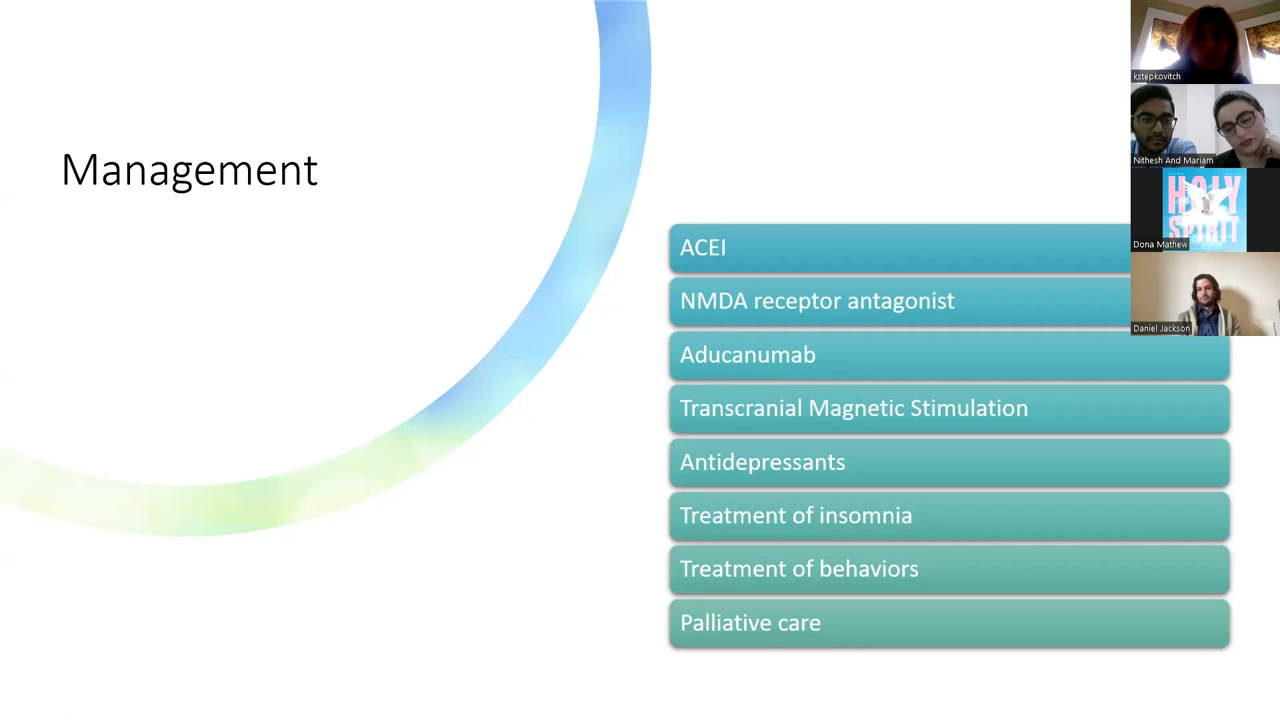 Management
ACEI
NMDA receptor antagonist
Aducanumab
Transcranial Magnetic Stimulation
Antidepressants
Treatment of insomnia
Treatment of behaviors
Palliative care
kstepkovitch
Nithesh And Mariam
HOLY
SPIRIT
Dona Mathew
Daniel Jackson